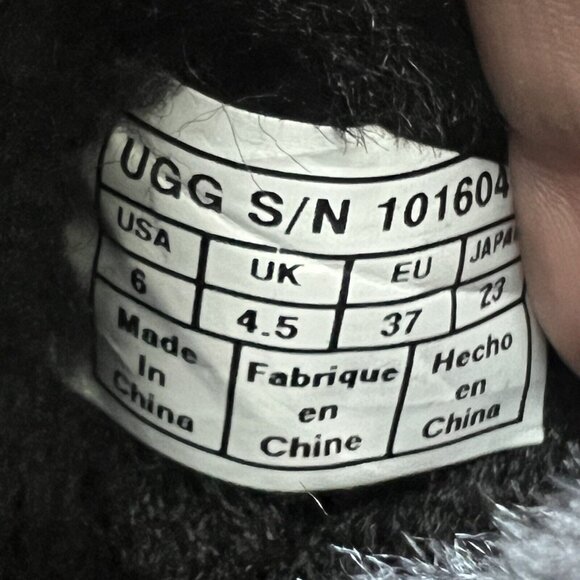 UGG S/N 101604
USA UK EU JAPAN
6 4.5 37 23
Made
In
China
Fabrique
en
Chine
Hecho
en
China